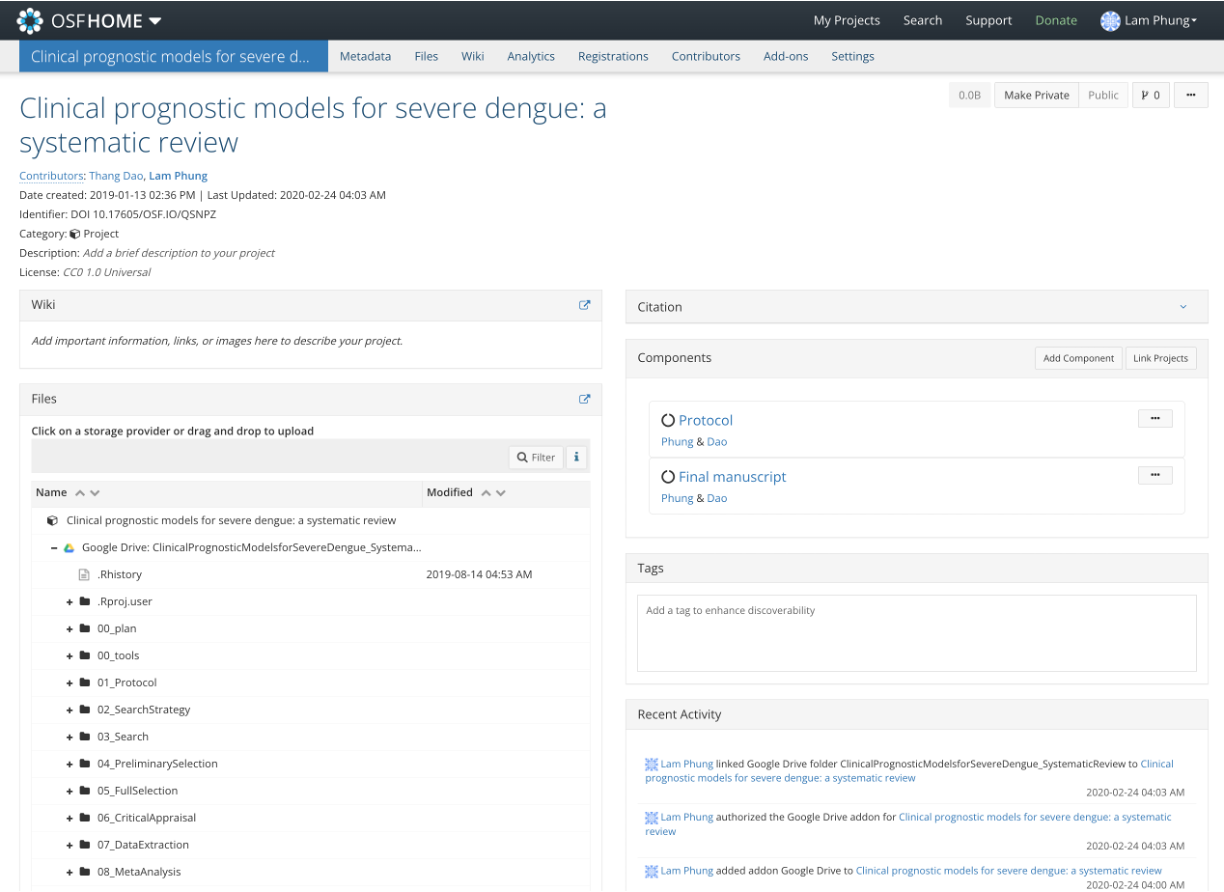 OSFHOME
My Projects Search Support Donate Lam Phung
Clinical prognostic models for severe d... Metadata Files Wiki Analytics Registrations Contributors Add-ons Settings
Clinical prognostic models for severe dengue: a
systematic review
0.0B Make Private Public 0 ...
Contributors: Thang Dao, Lam Phung
Date created: 2019-01-13 02:36 PM | Last Updated: 2020-02-24 04:03 AM
Identifier: DOI 10.17605/OSF.IO/QSNPZ
Category: Project
Description: Add a brief description to your project
License: CC0 1.0 Universal
Wiki
Add important information, links, or images here to describe your project.
Files
Click on a storage provider or drag and drop to upload
Filter i
Name Modified
Clinical prognostic models for severe dengue: a systematic review
Google Drive: ClinicalPrognosticModelsforSevereDengue_Systema...
.Rhistory 2019-08-14 04:53 AM
.Rproj.user
00_plan
00_tools
01_Protocol
02_SearchStrategy
03_Search
04_PreliminarySelection
05_FullSelection
06_CriticalAppraisal
07_DataExtraction
08_MetaAnalysis
Citation
Components Add Component Link Projects
Protocol ...
Phung & Dao
Final manuscript ...
Phung & Dao
Tags
Add a tag to enhance discoverability
Recent Activity
Lam Phung linked Google Drive folder ClinicalPrognosticModelsforSevereDengue_SystematicReview to Clinical
prognostic models for severe dengue: a systematic review
2020-02-24 04:03 AM
Lam Phung authorized the Google Drive addon for Clinical prognostic models for severe dengue: a systematic
review
2020-02-24 04:03 AM
Lam Phung added addon Google Drive to Clinical prognostic models for severe dengue: a systematic review
2020-02-24 04:00 AM